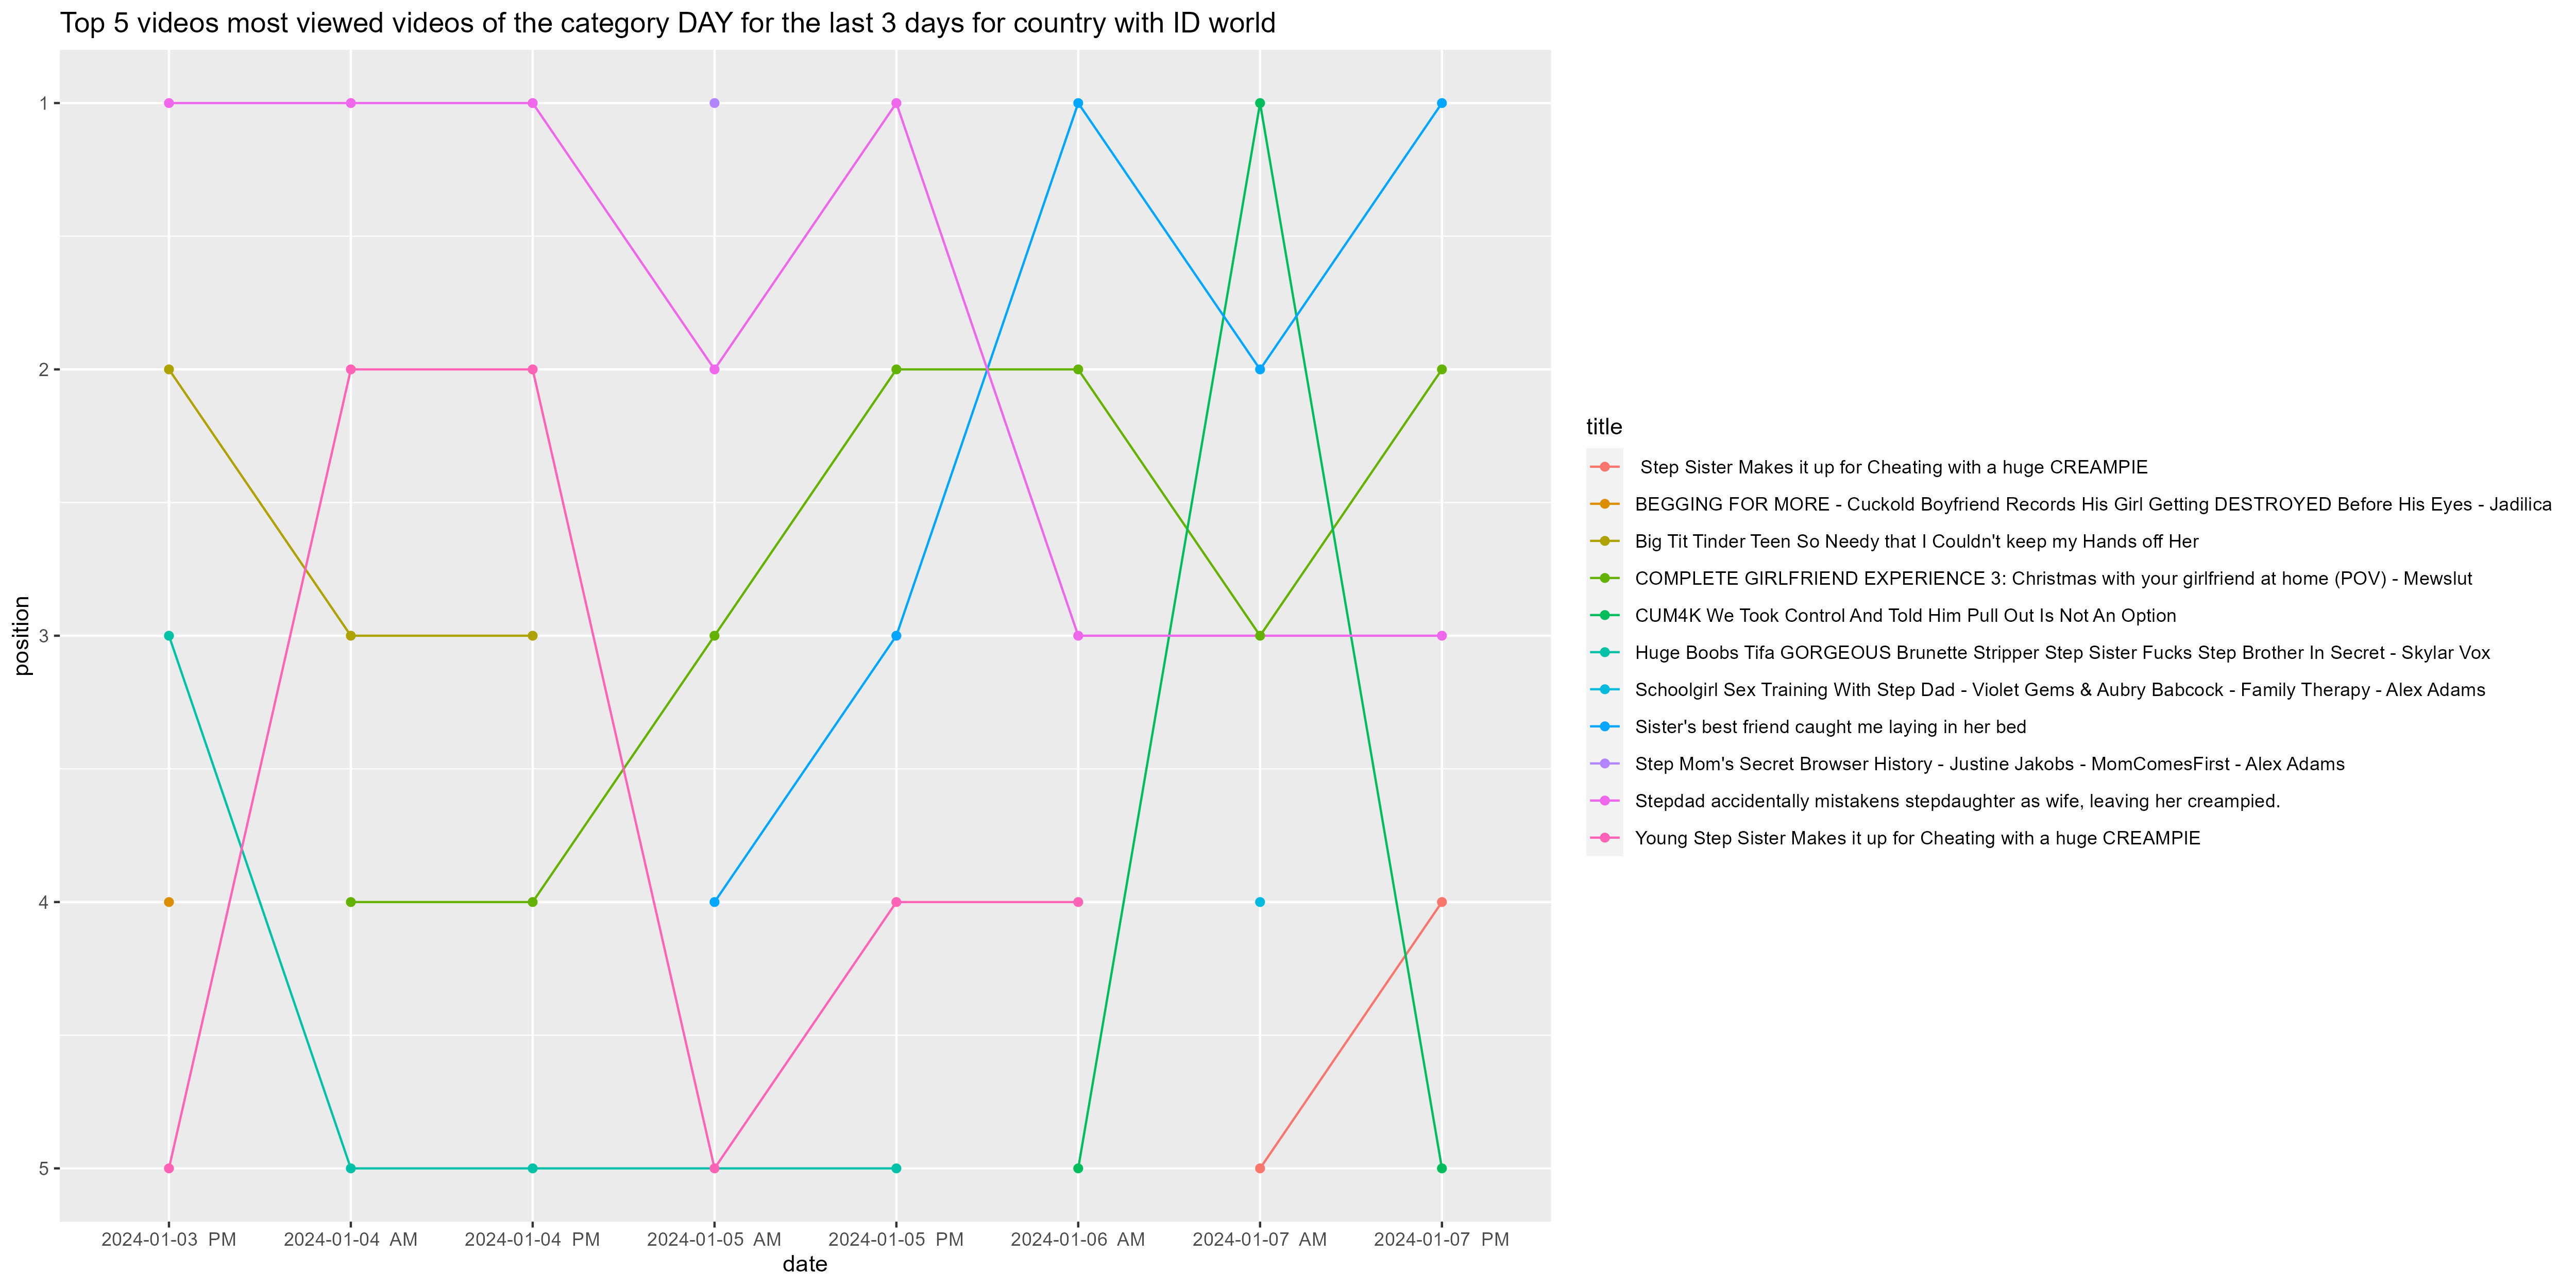 Top 5 videos most viewed videos of the category DAY for the last 3 days for country with ID world
position
1
2
3
4
5
2024-01-03 PM
2024-01-04 AM
2024-01-04 PM
2024-01-05 AM
2024-01-05 PM
2024-01-06 AM
2024-01-07 AM
2024-01-07 PM
date
title
Step Sister Makes it up for Cheating with a huge CREAMPIE
BEGGING FOR MORE - Cuckold Boyfriend Records His Girl Getting DESTROYED Before His Eyes - Jadilica
Big Tit Tinder Teen So Needy that I Couldn't keep my Hands off Her
COMPLETE GIRLFRIEND EXPERIENCE 3: Christmas with your girlfriend at home (POV) - Mewslut
CUM4K We Took Control And Told Him Pull Out Is Not An Option
Huge Boobs Tifa GORGEOUS Brunette Stripper Step Sister Fucks Step Brother In Secret - Skylar Vox
Schoolgirl Sex Training With Step Dad - Violet Gems & Aubry Babcock - Family Therapy - Alex Adams
Sister's best friend caught me laying in her bed
Step Mom's Secret Browser History - Justine Jakobs - MomComesFirst - Alex Adams
Stepdad accidentally mistakens stepdaughter as wife, leaving her creampied.
Young Step Sister Makes it up for Cheating with a huge CREAMPIE